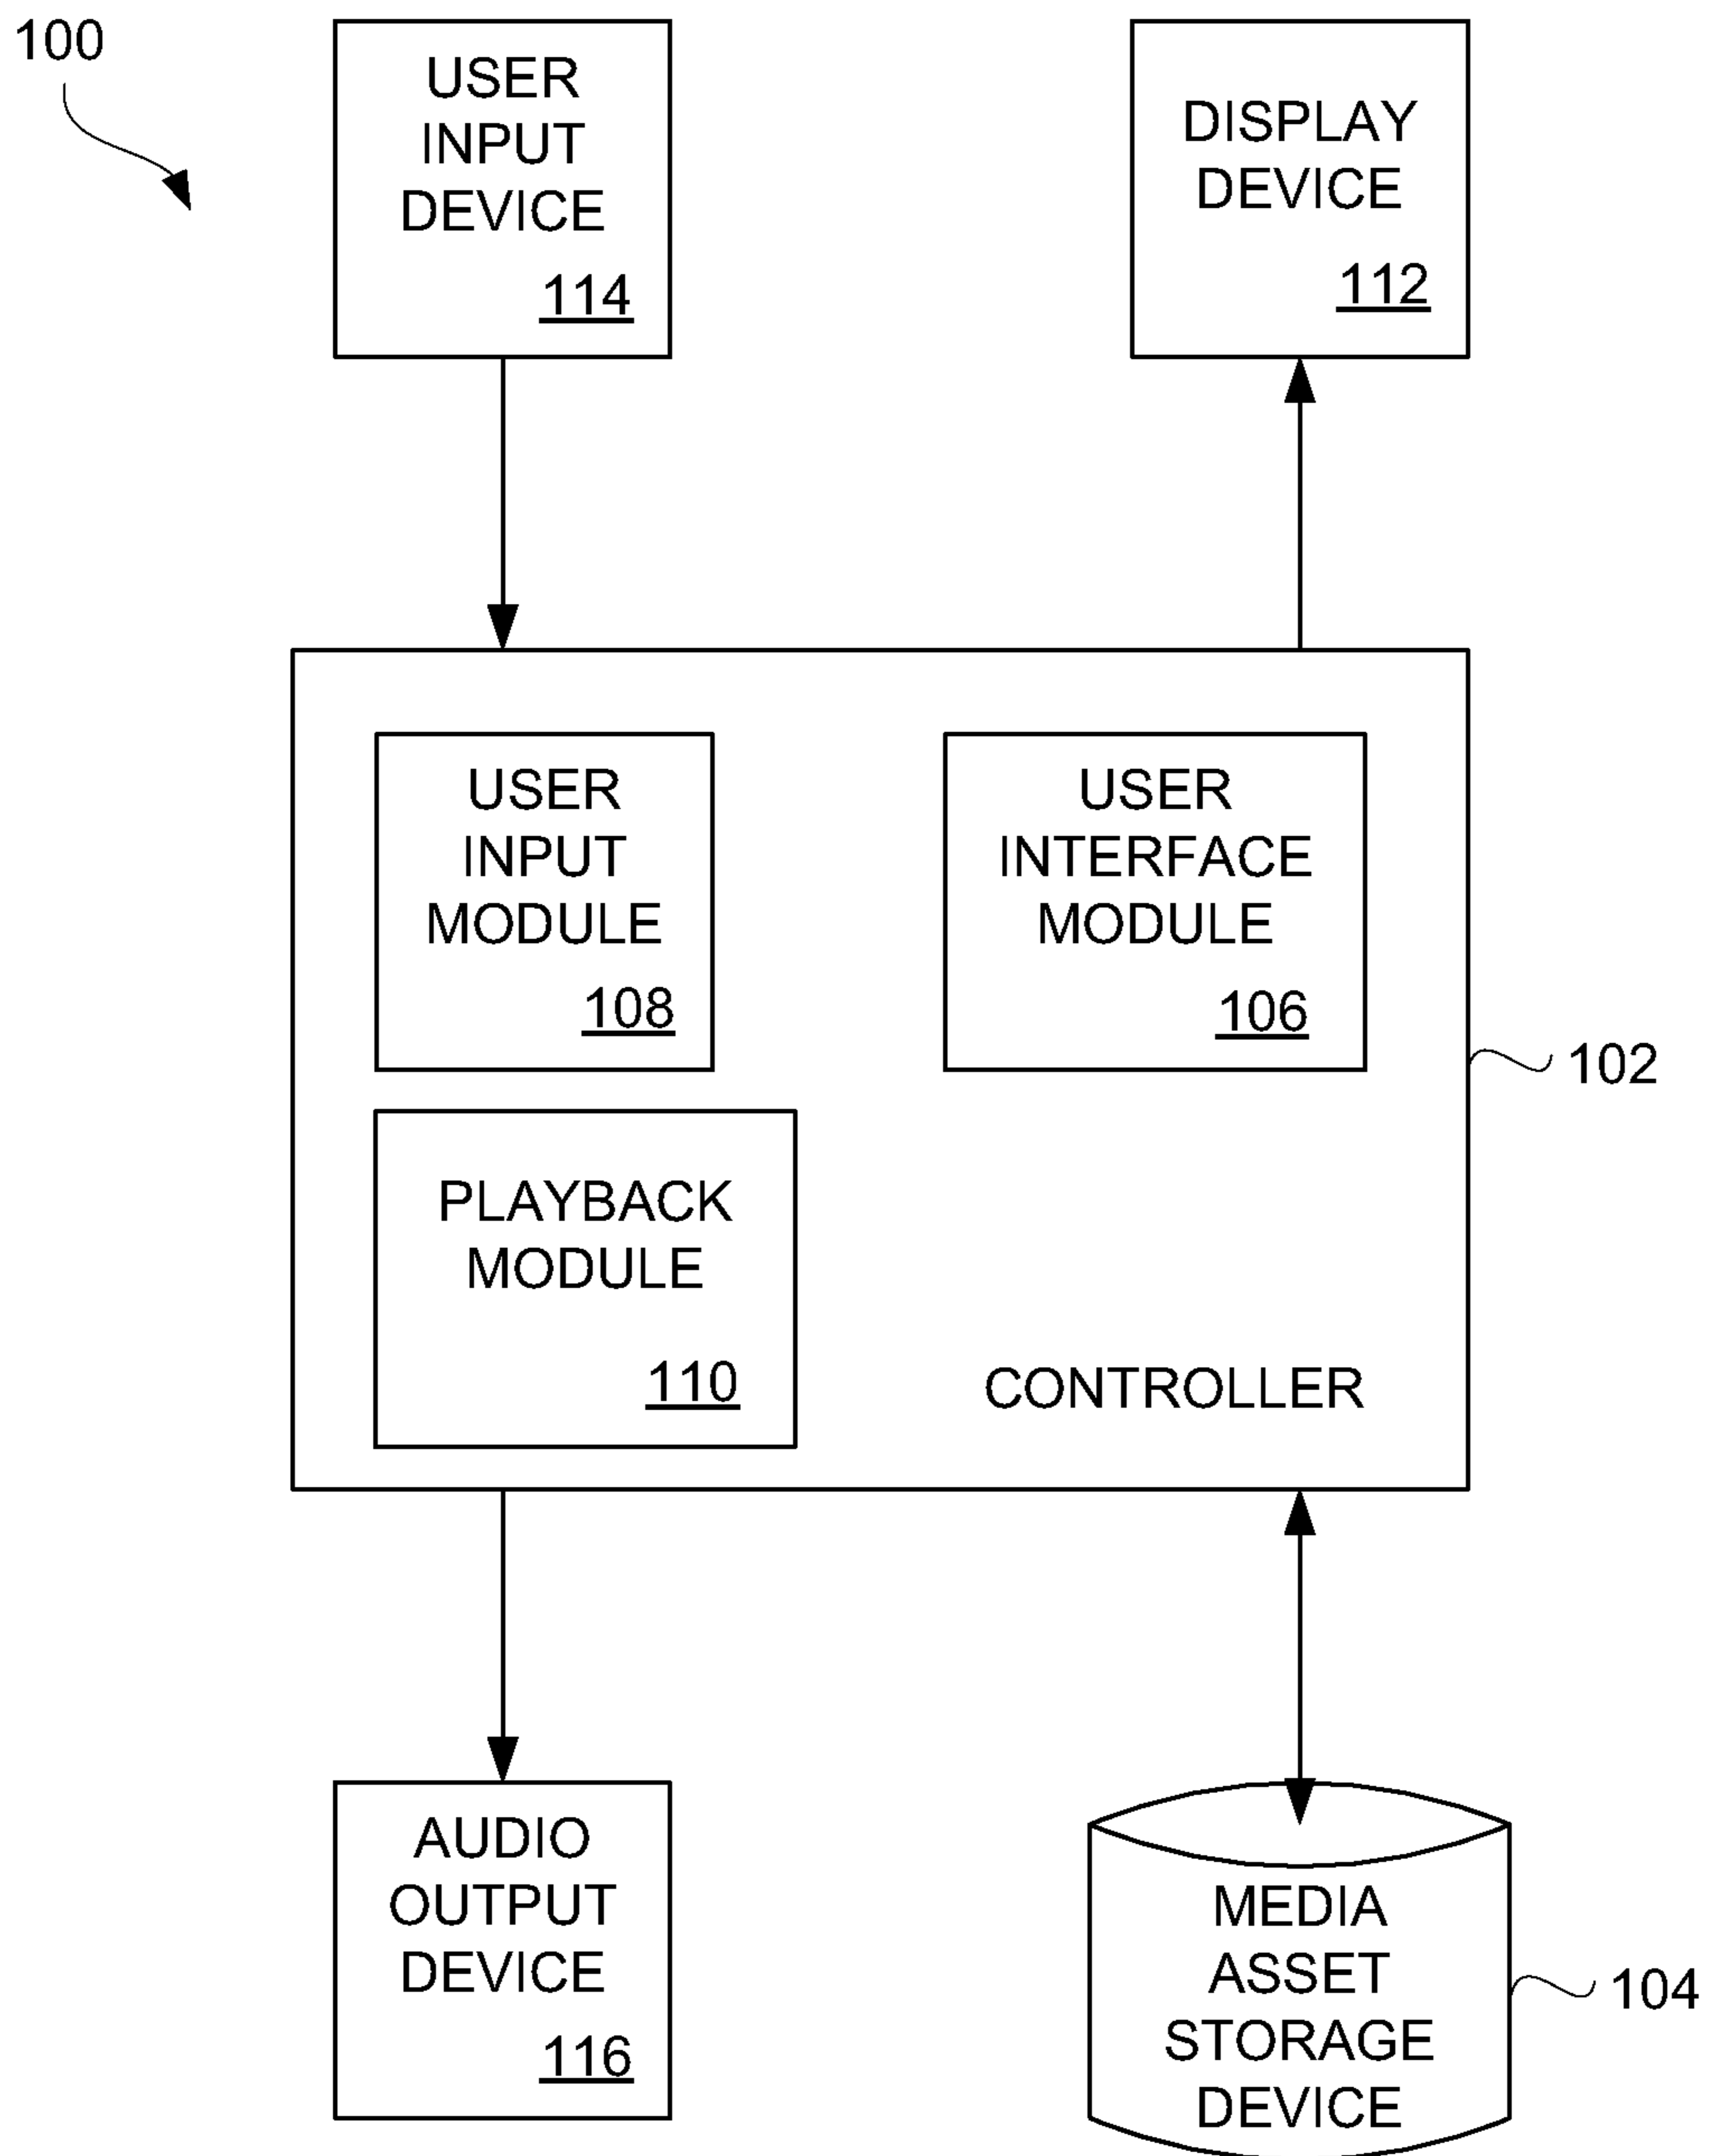 100
USER
INPUT
DEVICE
114
DISPLAY
DEVICE
112
USER
INPUT
MODULE
108
USER
INTERFACE
MODULE
106
102
PLAYBACK
MODULE
110
CONTROLLER
AUDIO
OUTPUT
DEVICE
116
MEDIA
ASSET
STORAGE
DEVICE
104